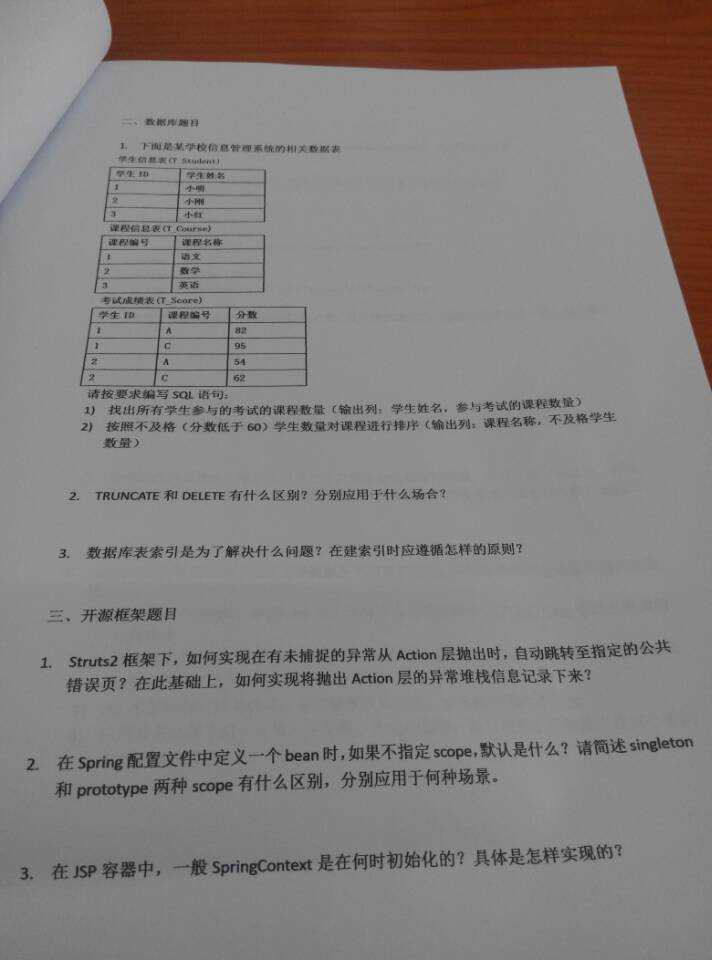 二、数据库题目
1. 下面是某学校信息管理系统的相关数据表
学生信息表(T_Student)
学生 ID 学生姓名
1 小明
2 小刚
3 小红
课程信息表(T_Course)
课程编号 课程名称
1 语文
2 数学
3 英语
考试成绩表(T_Score)
学生 ID 课程编号 分数
1 A 82
1 C 95
2 A 54
2 C 62
请按要求编写 SQL 语句:
1) 找出所有学生参与的考试的课程数量（输出列：学生姓名，参与考试的课程数量）
2) 按照不及格（分数低于 60）学生数量对课程进行排序（输出列：课程名称，不及格学生
数量）
2. TRUNCATE 和 DELETE 有什么区别？分别应用于什么场合？
3. 数据库表索引是为了解决什么问题？在建索引时应遵循怎样的原则？
三、开源框架题目
1. Struts2 框架下，如何实现在有未捕捉的异常从 Action 层抛出时，自动跳转至指定的公共
错误页？在此基础上，如何实现将抛出 Action 层的异常堆栈信息记录下来？
2. 在 Spring 配置文件中定义一个 bean 时，如果不指定 scope，默认是什么？请简述 singleton
和 prototype 两种 scope 有什么区别，分别应用于何种场景。
3. 在 JSP 容器中，一般 SpringContext 是在何时初始化的？具体是怎样实现的？